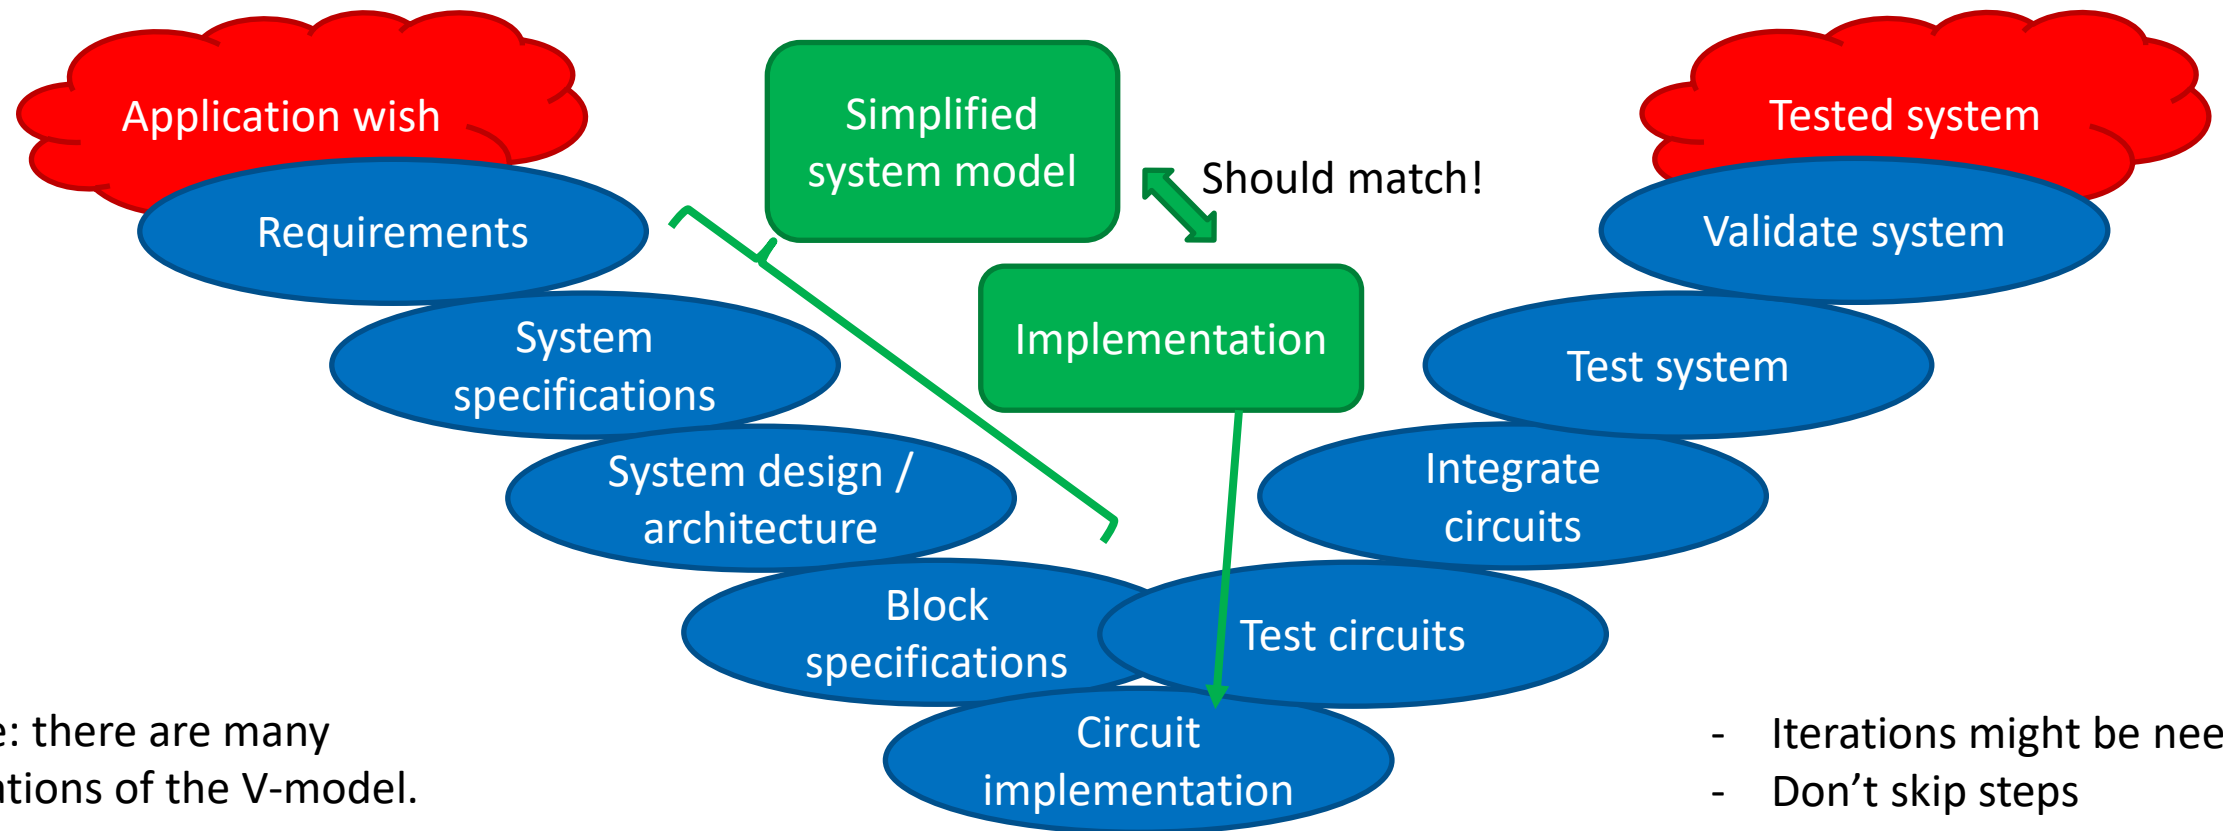 Application wish
Simplified
system model
Tested system
Should match!
Requirements
Validate system
System
specifications
Implementation
Test system
System design /
architecture
Integrate
circuits
Block
specifications
Test circuits
Circuit
implementation
there are many
of the V-model.
- Iterations might be
- Don’t skip steps